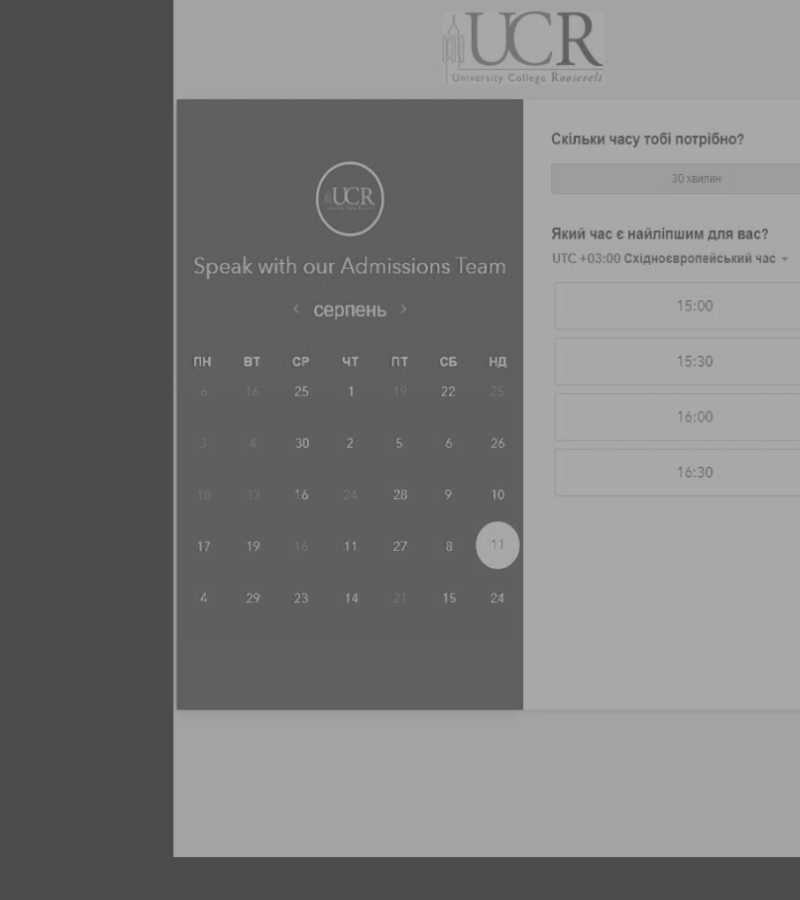 UCR
University College Roosevelt
UCR
Speak with our Admissions Team
‹ серпень ›
ПН ВТ СР ЧТ ПТ СБ НД
6 16 25 1 19 22 25
3 4 30 2 5 6 26
18 13 16 24 28 9 10
17 19 16 11 27 8 11
4 29 23 14 21 15 24
Скільки часу тобі потрібно?
30 хвилин
Який час є найліпшим для вас?
UTC +03:00 Східноєвропейський час
15:00
15:30
16:00
16:30